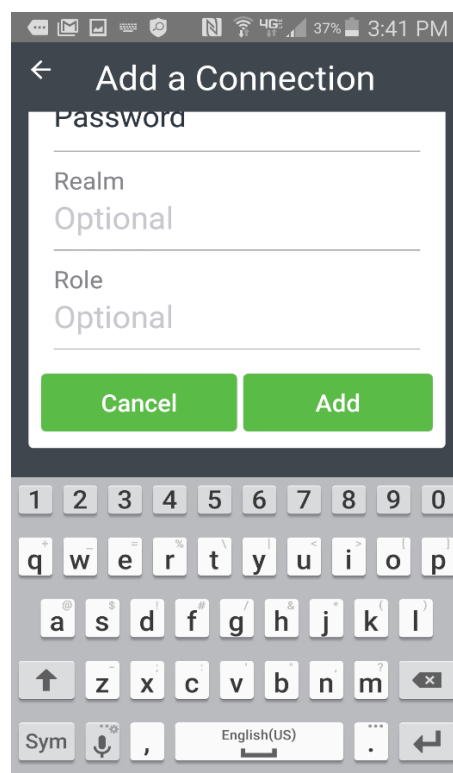 4G 37% 3:41 PM
Add a Connection
Password
Realm
Optional
Role
Optional
Cancel Add
1 2 3 4 5 6 7 8 9 0
q w e r t y u i o p
a s d f g h j k l
z x c v b n m
Sym , English(US) .